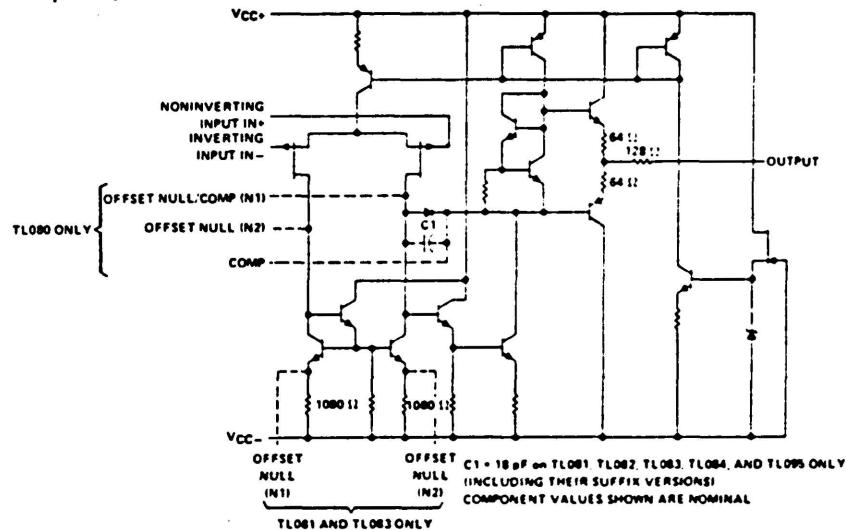 VCC+
NONINVERTING
INPUT IN+
INVERTING
INPUT IN−
64 Ω
128 Ω
OUTPUT
64 Ω
OFFSET NULL/COMP (N1)
C1
TL080 ONLY
OFFSET NULL (N2)
COMP
1080 Ω
1080 Ω
VCC−
OFFSET
NULL
(N1)
OFFSET
NULL
(N2)
C1 = 18 pF on TL081, TL082, TL083, TL084, AND TL095 ONLY
(INCLUDING THEIR SUFFIX VERSIONS)
COMPONENT VALUES SHOWN ARE NOMINAL
TL081 AND TL083 ONLY